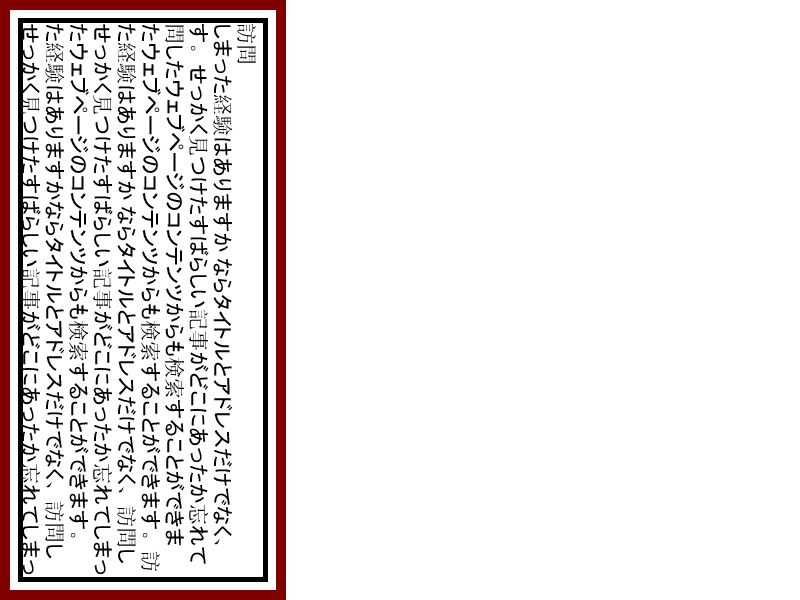 せっかく見つけたすばらしい記事がどこにあったか忘れてしまっ
た経験はありますかならタイトルとアドレスだけでなく、訪問し
たウェブページのコンテンツからも検索することができます。
せっかく見つけたすばらしい記事がどこにあったか忘れてしまっ
た経験はありますか ならタイトルとアドレスだけでなく、訪問し
たウェブページのコンテンツからも検索することができます。訪
問したウェブページのコンテンツからも検索することができま
す。せっかく見つけたすばらしい記事がどこにあったか忘れて
しまった経験はありますか ならタイトルとアドレスだけでなく、
訪問